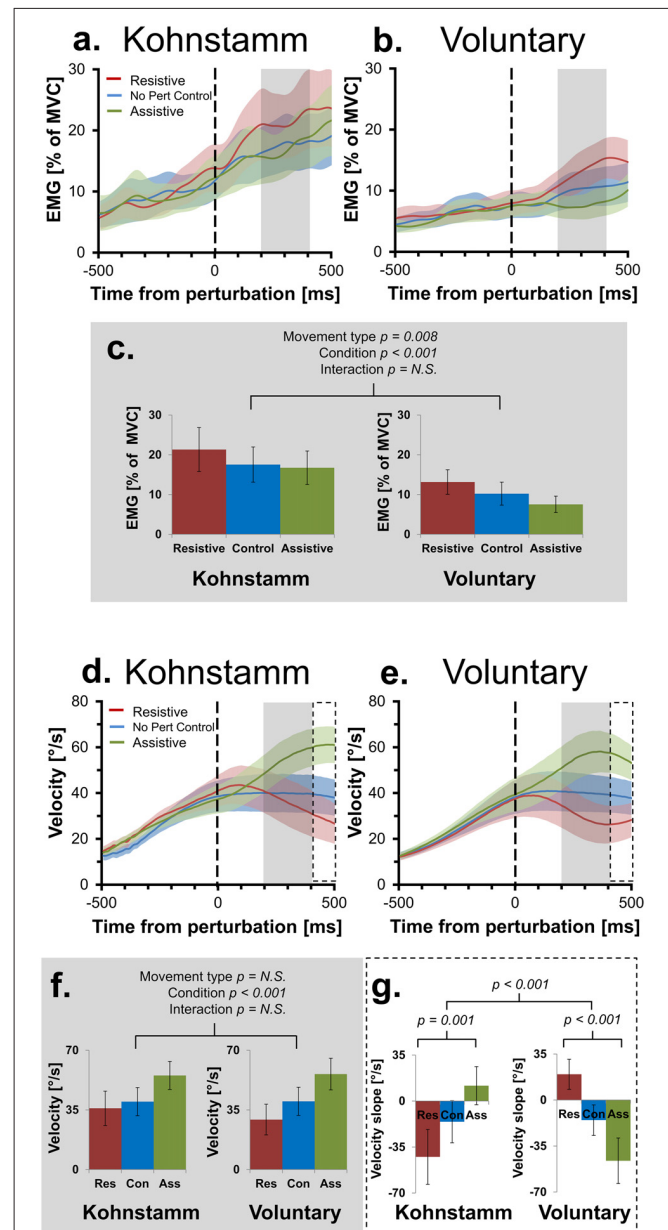 a. Kohnstamm
b. Voluntary
EMG [% of MVC]
30
20
10
0
Resistive
No Pert Control
Assistive
-500 0 500
Time from perturbation [ms]
EMG [% of MVC]
30
20
10
0
-500 0 500
Time from perturbation [ms]
c.
Movement type p = 0.008
Condition p < 0.001
Interaction p = N.S.
EMG [% of MVC]
30
20
10
0
Resistive Control Assistive
Kohnstamm
EMG [% of MVC]
30
20
10
0
Resistive Control Assistive
Voluntary
d. Kohnstamm
e. Voluntary
Velocity [°/s]
80
60
40
20
0
Resistive
No Pert Control
Assistive
-500 0 500
Time from perturbation [ms]
Velocity [°/s]
80
60
40
20
0
-500 0 500
Time from perturbation [ms]
f.
Movement type p = N.S.
Condition p < 0.001
Interaction p = N.S.
Velocity [°/s]
70
35
0
Res Con Ass
Kohnstamm
Velocity [°/s]
70
35
0
Res Con Ass
Voluntary
g.
p < 0.001
p = 0.001
p < 0.001
Velocity slope [°/s]
35
0
-35
-70
Res Con Ass
Kohnstamm
Velocity slope [°/s]
35
0
-35
-70
Res Con Ass
Voluntary